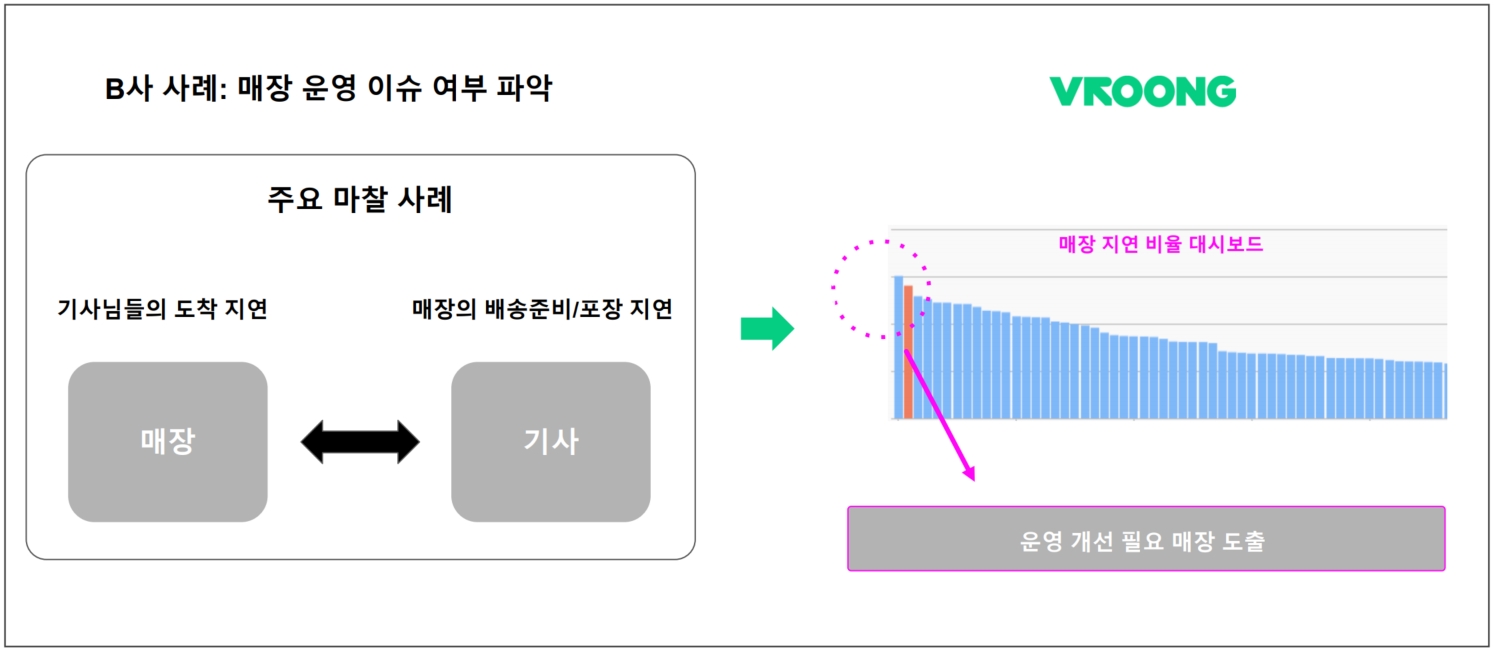 B사 사례: 매장 운영 이슈 여부 파악
VROONG
주요 마찰 사례
기사님들의 도착 지연
매장의 배송준비/포장 지연
매장
기사
매장 지연 비율 대시보드
운영 개선 필요 매장 도출